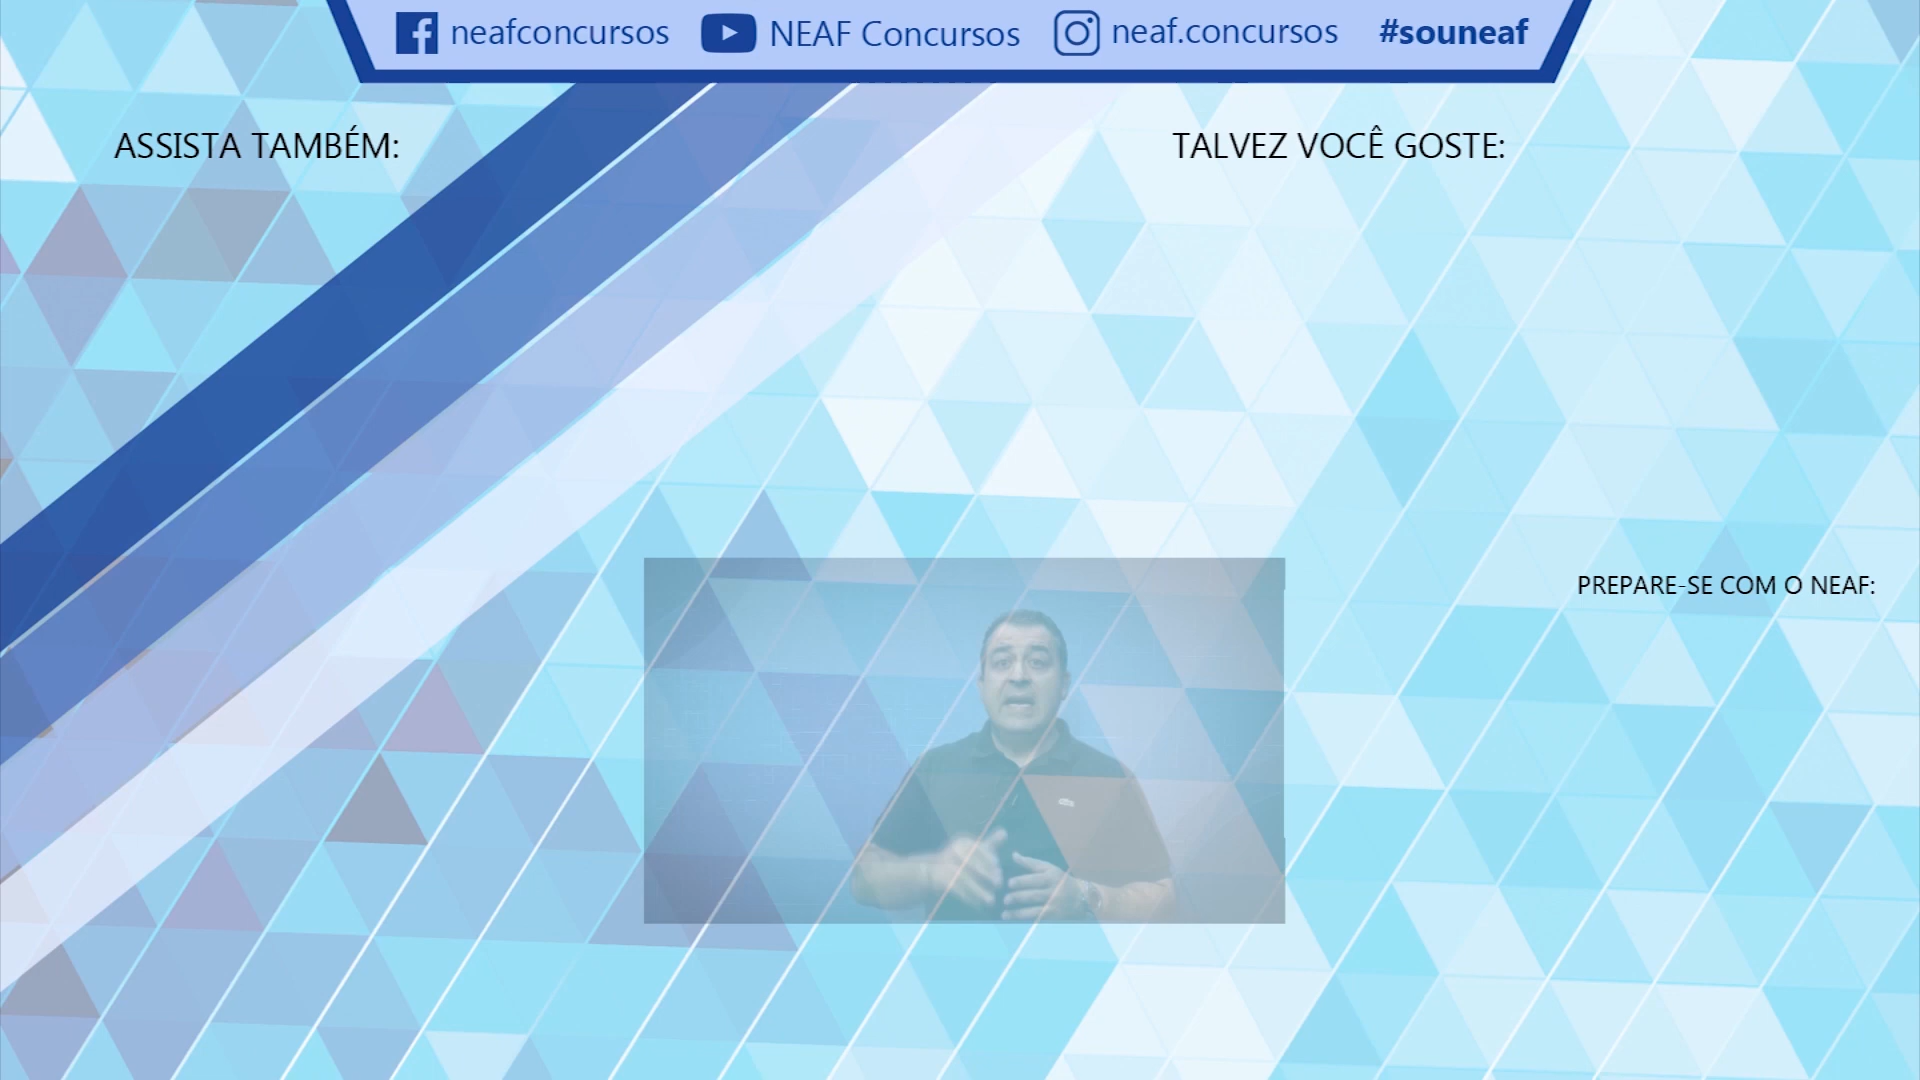 neafconcursos NEAF Concursos neaf.concursos #souneaf
ASSISTA TAMBÉM:
TALVEZ VOCÊ GOSTE:
PREPARE-SE COM O NEAF: